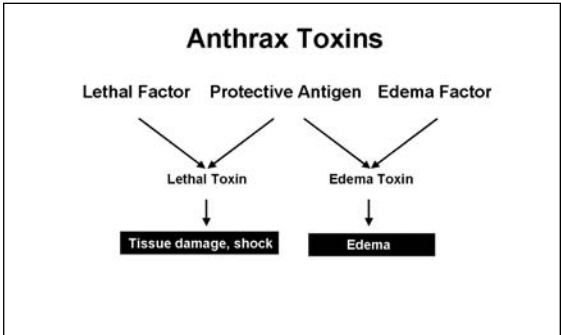 Anthrax Toxins
Lethal Factor Protective Antigen Edema Factor
Lethal Toxin Edema Toxin
Tissue damage, shock Edema